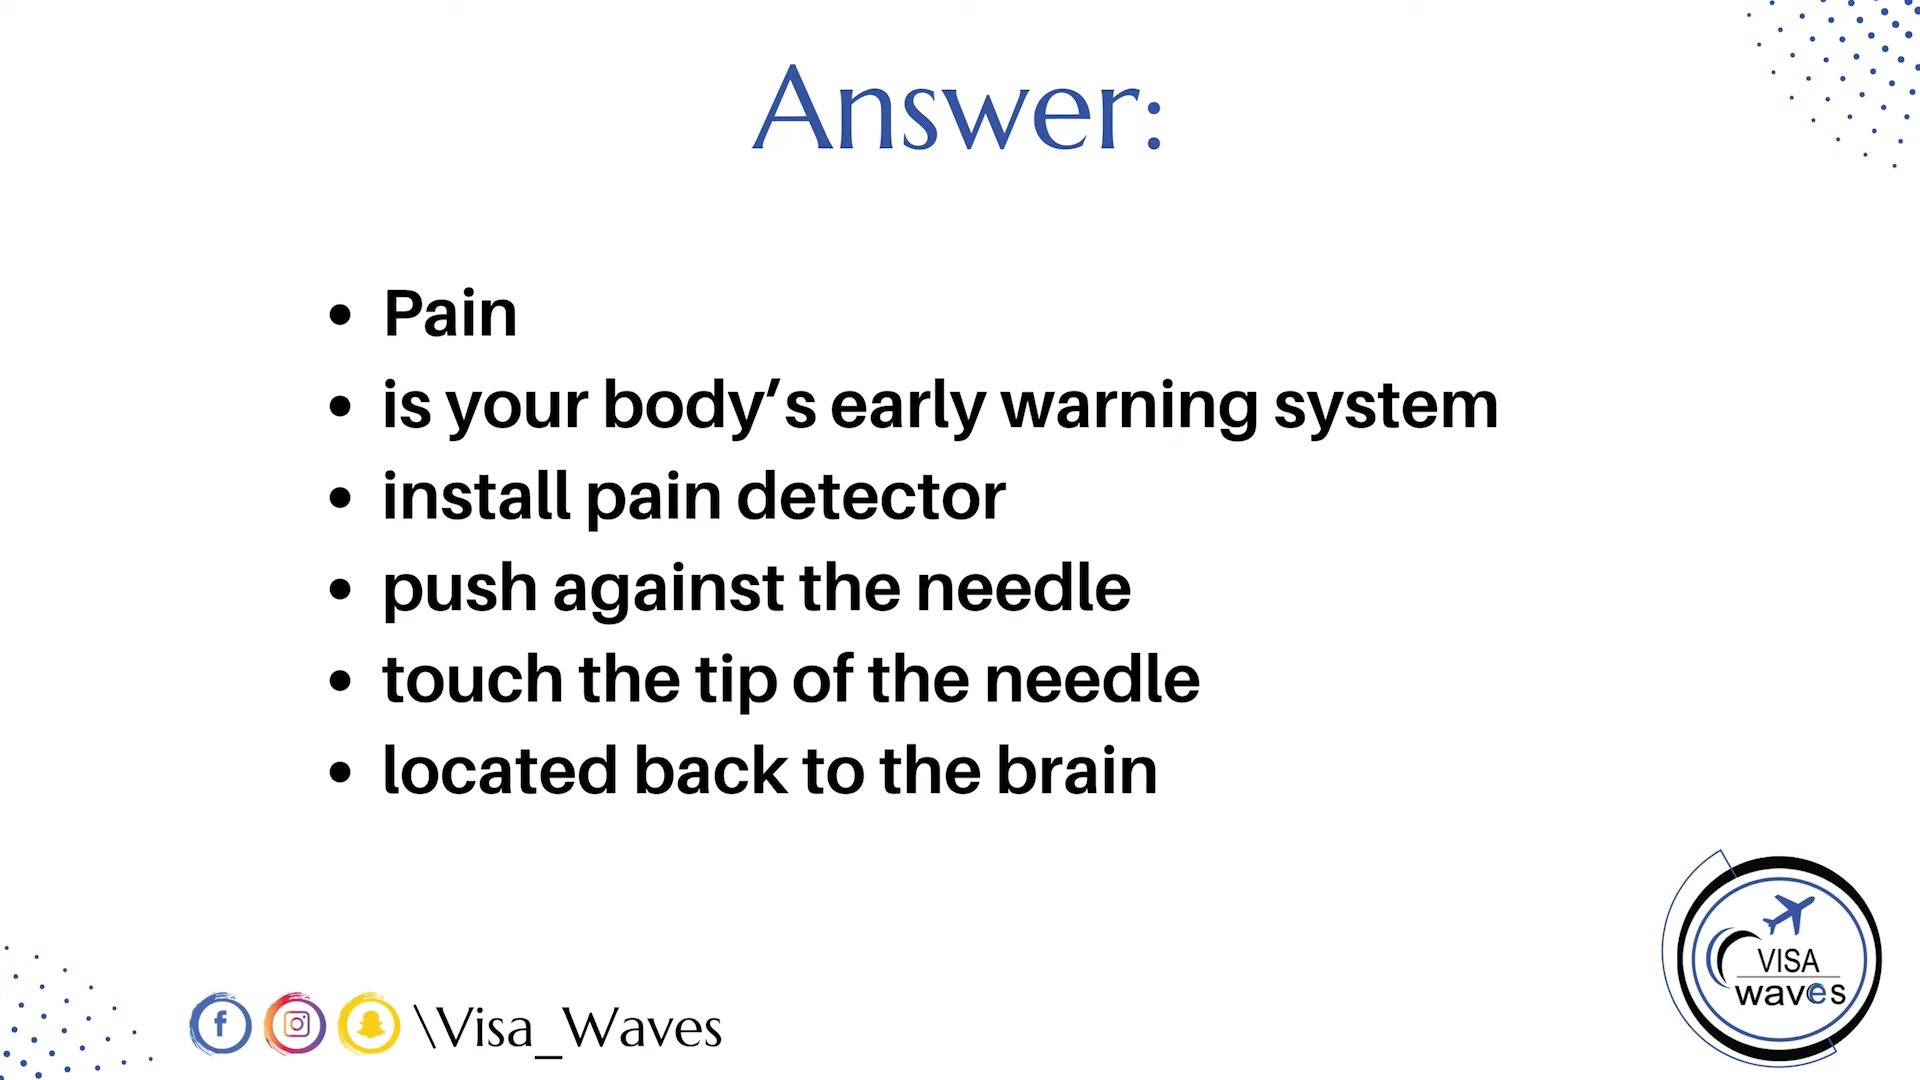 Answer:
• Pain
• is your body’s early warning system
• install pain detector
• push against the needle
• touch the tip of the needle
• located back to the brain
\Visa_Waves
VISA
waves